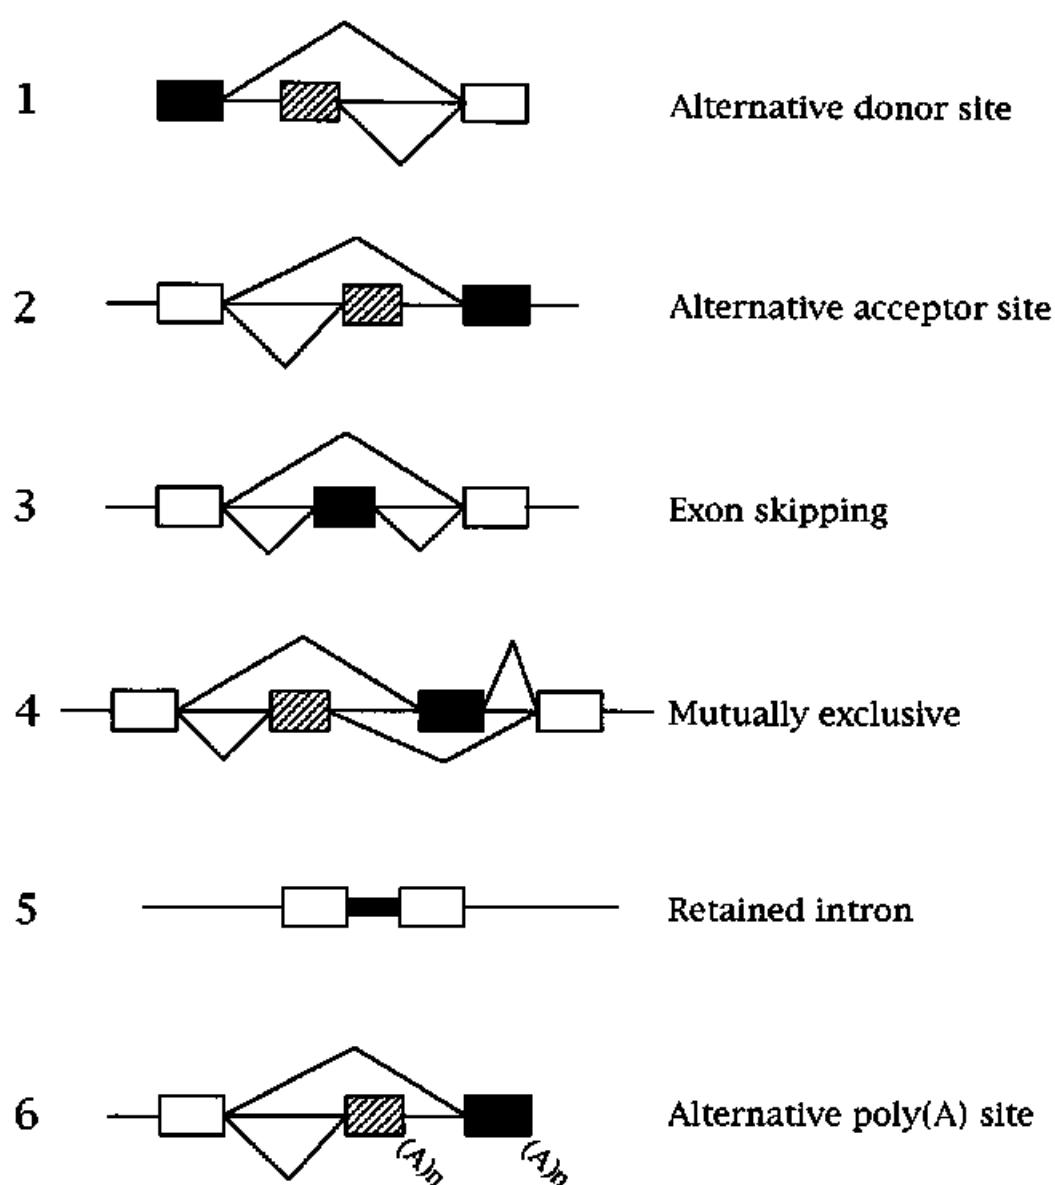 1 Alternative donor site
2 Alternative acceptor site
3 Exon skipping
4 Mutually exclusive
5 Retained intron
6 Alternative poly(A) site
(A)n (A)n